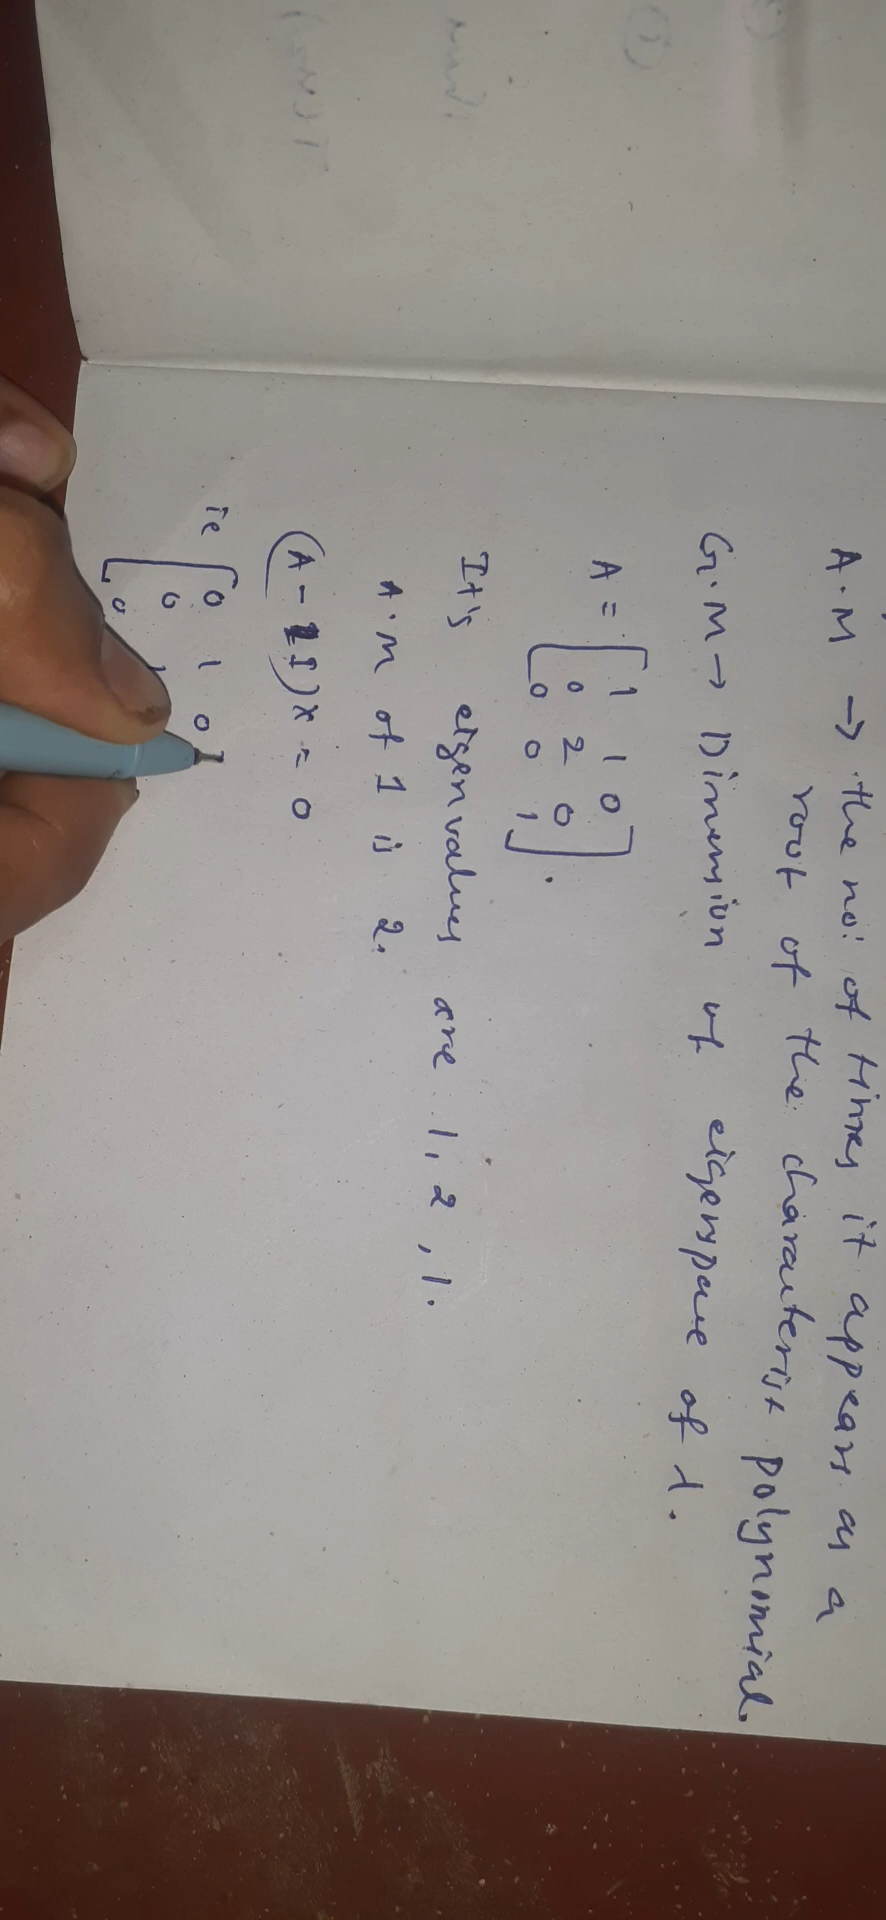 A.M → the no: of times it appears as a
root of the characterist polynomial.
G.M → Dimension of eigenspace of 1.
A = [1 1 0
0 2 0
0 0 1].
It's eigenvalues are 1, 2, 1.
A.M of 1 is 2.
(A - 1I)x = 0
ie [0 1 0]
0
0